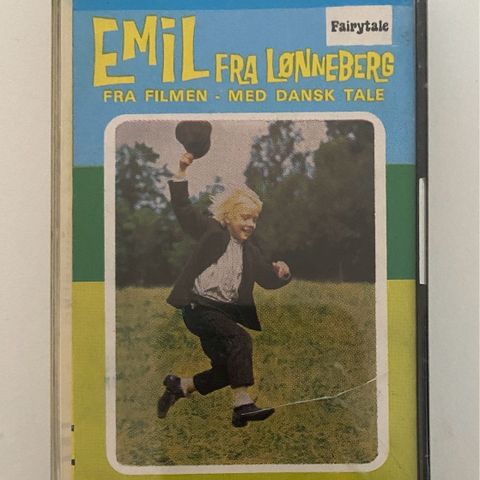 Fairytale
EMIL FRA LØNNEBERG
FRA FILMEN - MED DANSK TALE